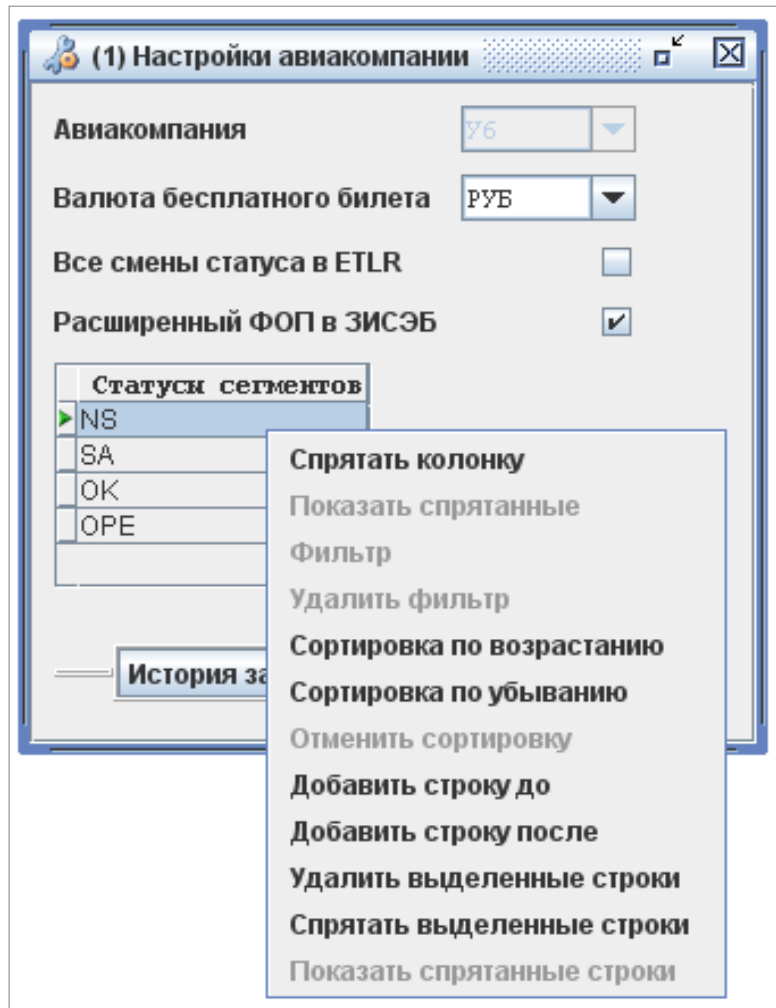 (1) Настройки авиакомпании
Авиакомпания У6
Валюта бесплатного билета РУБ
Все смены статуса в ETLR
Расширенный ФОП в ЗИСЭБ
Статусы сегментов
NS
SA
OK
OPE
История за
Спрятать колонку
Показать спрятанные
Фильтр
Удалить фильтр
Сортировка по возрастанию
Сортировка по убыванию
Отменить сортировку
Добавить строку до
Добавить строку после
Удалить выделенные строки
Спрятать выделенные строки
Показать спрятанные строки